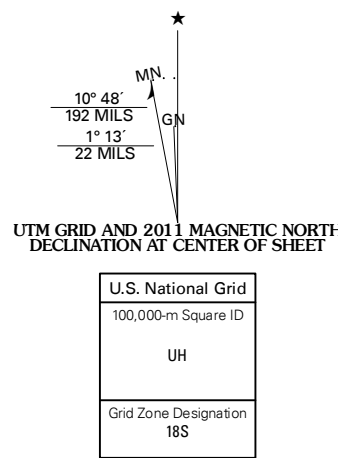 ★
MN
10° 48´
192 MILS
GN
1° 13´
22 MILS
UTM GRID AND 2011 MAGNETIC NORTH
DECLINATION AT CENTER OF SHEET
U.S. National Grid
100,000-m Square ID
UH
Grid Zone Designation
18S